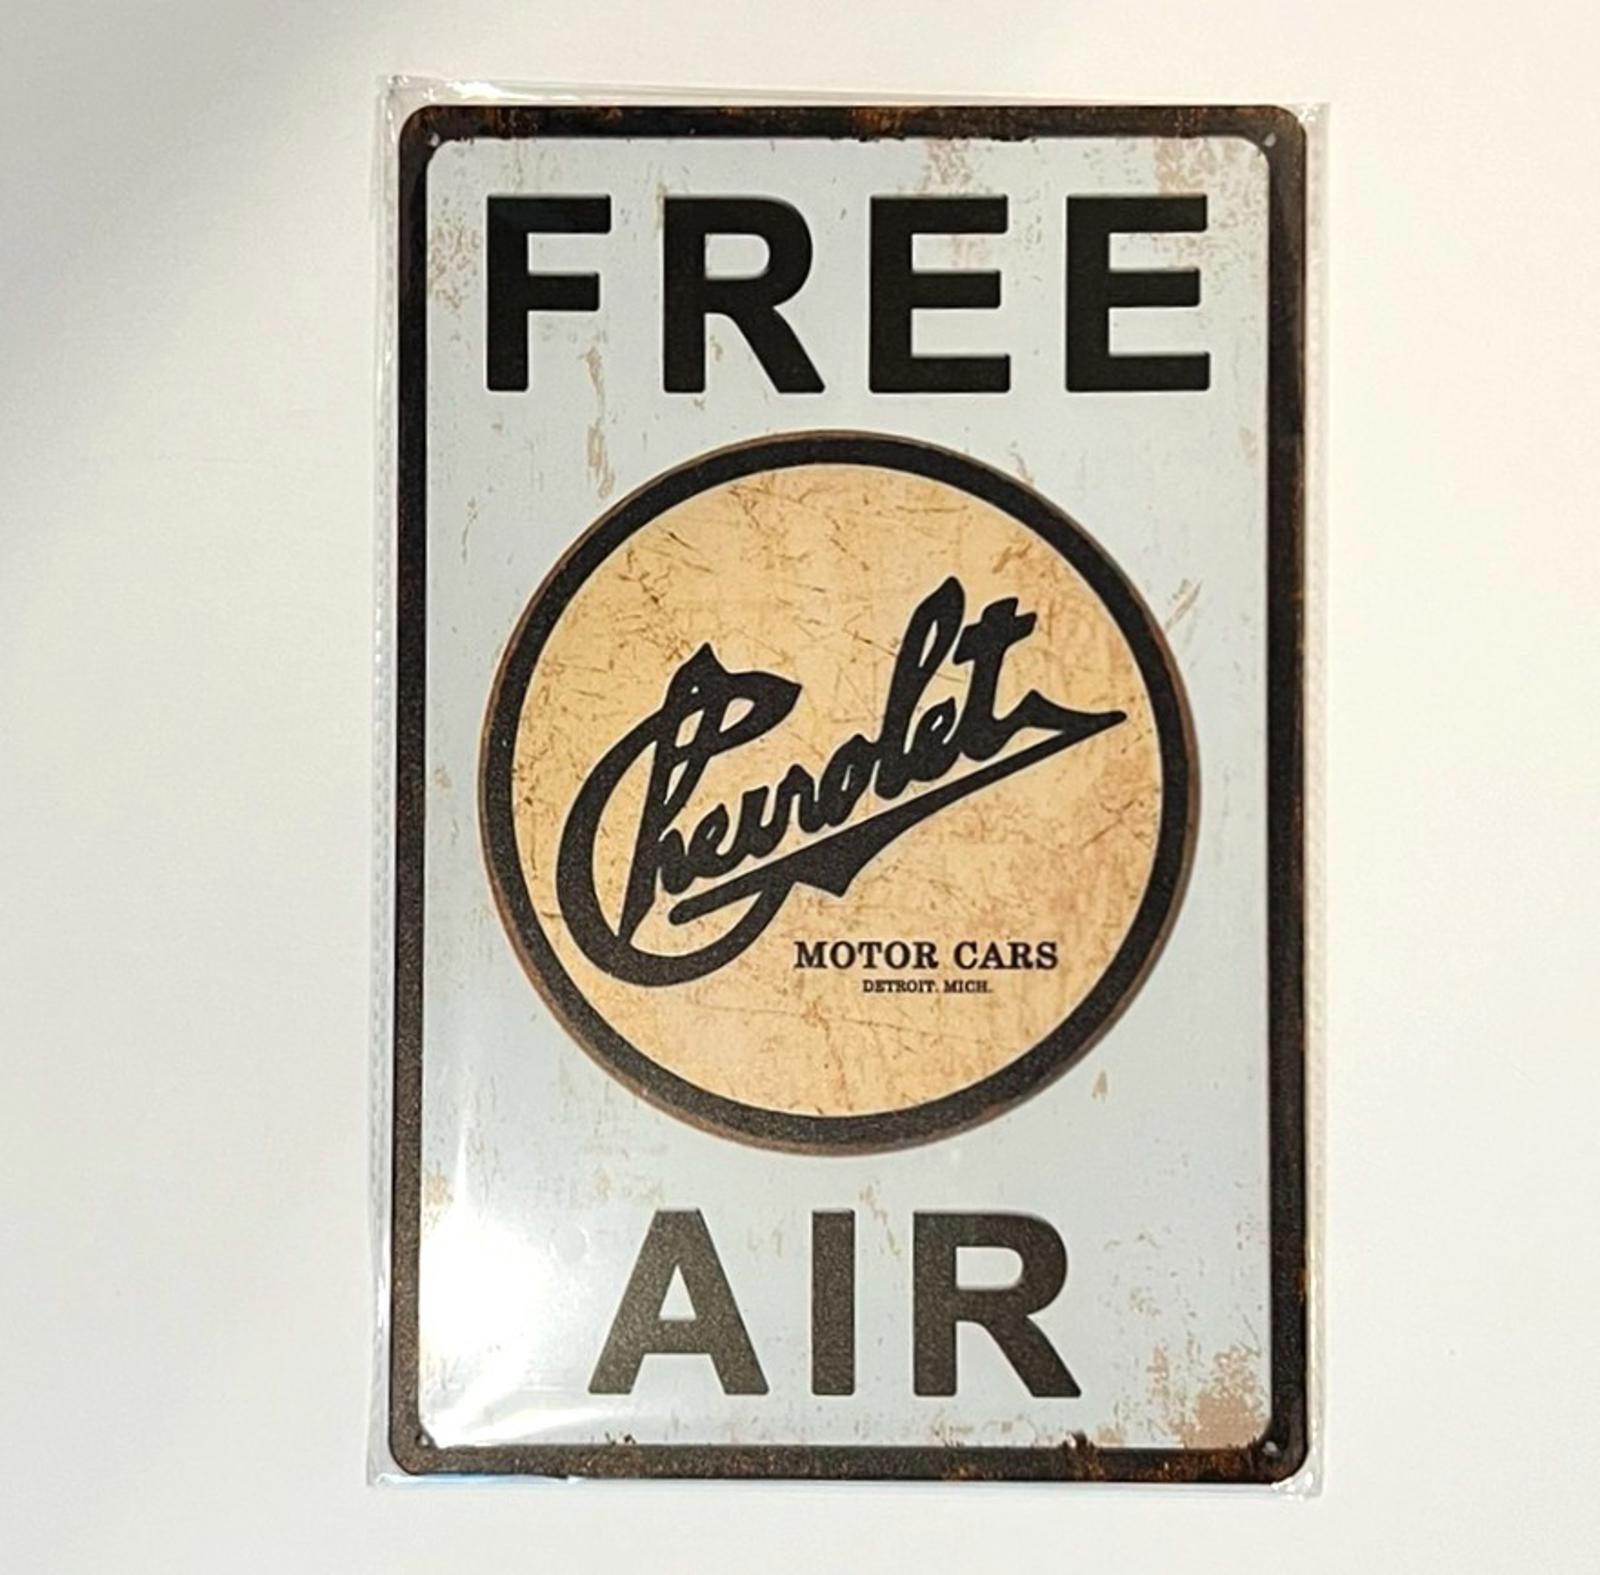 FREE
Chevrolet
MOTOR CARS
DETROIT. MICH.
AIR